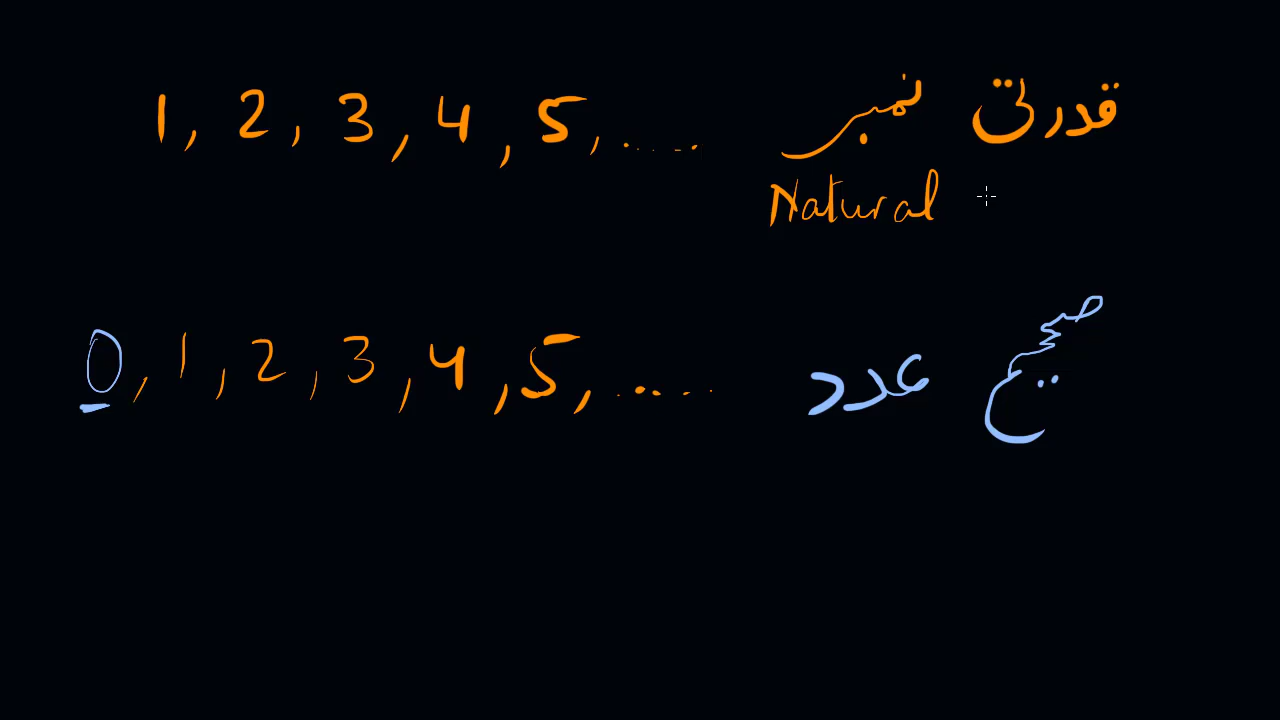 1, 2, 3, 4, 5, ..... قدرتی نمبر
Natural
0, 1, 2, 3, 4, 5, ..... صحیح عدد